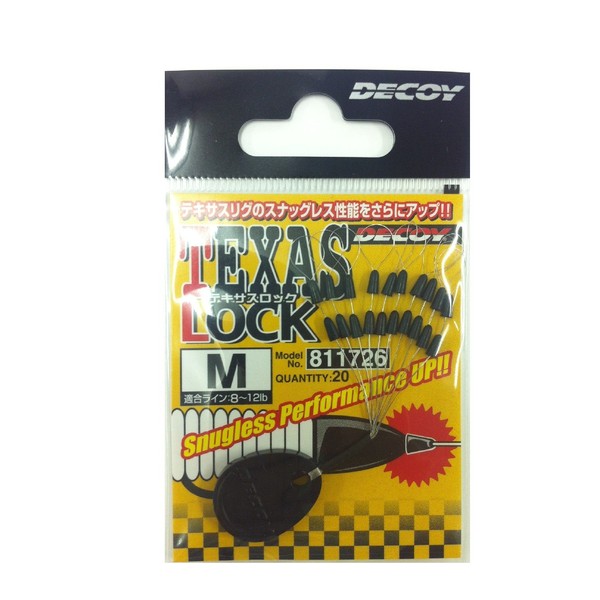 DECOY
テキサスリグのスナッグレス性能をさらにアップ!!
DECOY
TEXAS
テキサスロック
LOCK
M
適合ライン:8～12lb
Model No. 811726
QUANTITY:20
Snugless Performance UP!!